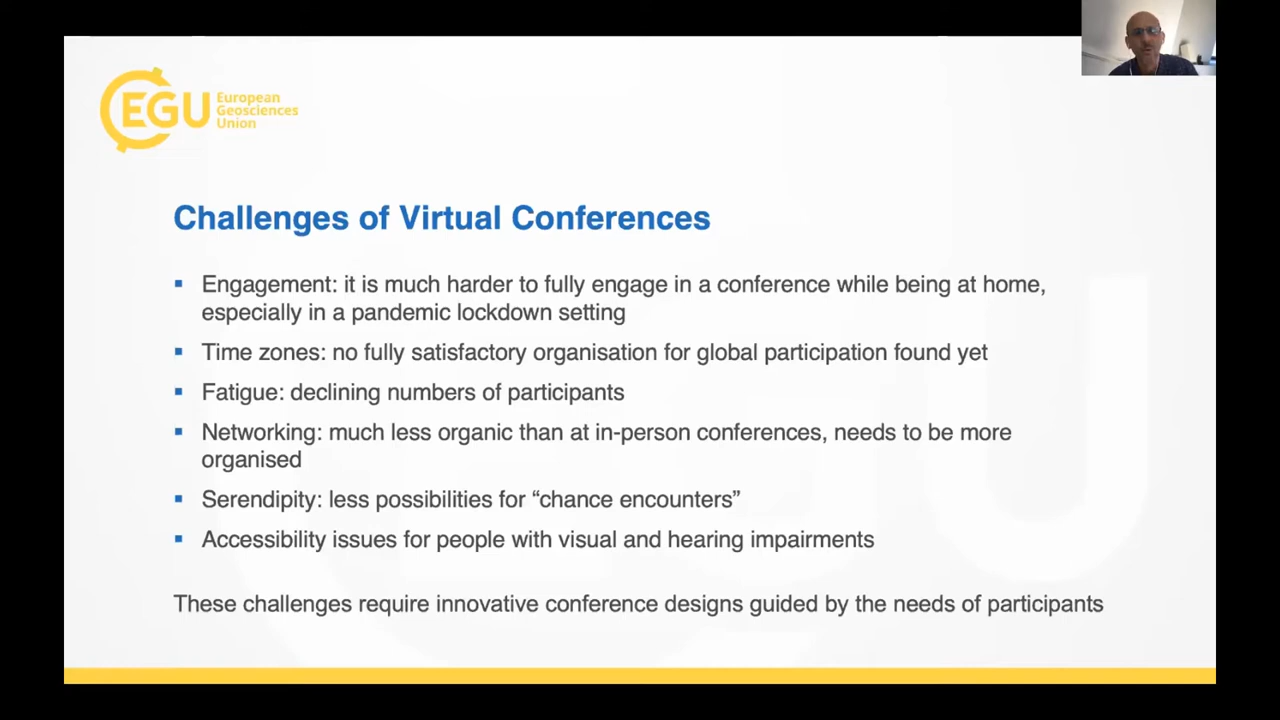 EGU
European
Geosciences
Union
Challenges of Virtual Conferences
▪ Engagement: it is much harder to fully engage in a conference while being at home,
especially in a pandemic lockdown setting
▪ Time zones: no fully satisfactory organisation for global participation found yet
▪ Fatigue: declining numbers of participants
▪ Networking: much less organic than at in-person conferences, needs to be more
organised
▪ Serendipity: less possibilities for “chance encounters”
▪ Accessibility issues for people with visual and hearing impairments
These challenges require innovative conference designs guided by the needs of participants